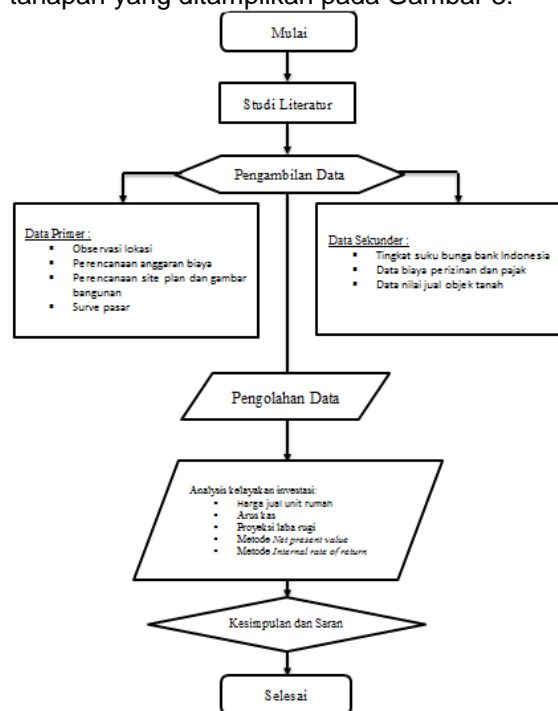 tahapan yang ditampilkan pada Gambar 3.
Mulai
Studi Literatur
Pengambilan Data
Data Primer :
▪ Observasi lokasi
▪ Perencanaan anggaran biaya
▪ Perencanaan site plan dan gambar
bangunan
▪ Surve pasar
Data Sekunder :
▪ Tingkat suku bunga bank Indonesia
▪ Data biaya perizinan dan pajak
▪ Data nilai jual objek tanah
Pengolahan Data
Analysis kelayakan investasi:
▪ Harga jual unit rumah
▪ Arus kas
▪ Proyeksi laba rugi
▪ Metode Net present value
▪ Metode Internal rate of return
Kesimpulan dan Saran
Selesai